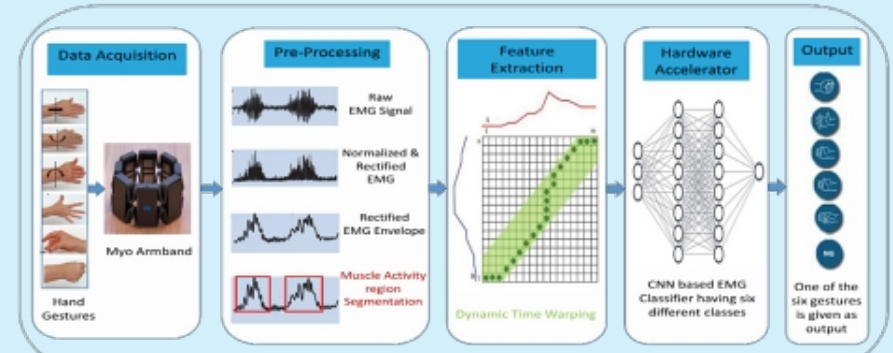 Data Acquisition
Hand
Gestures
Myo Armband
Pre-Processing
Raw
EMG Signal
Normalized &
Rectified
EMG
Rectified
EMG Envelope
Muscle Activity
region
Segmentation
Feature
Extraction
Dynamic Time Warping
Hardware
Accelerator
CNN based EMG
Classifier having six
different classes
Output
One of the
six gestures
is given as
output